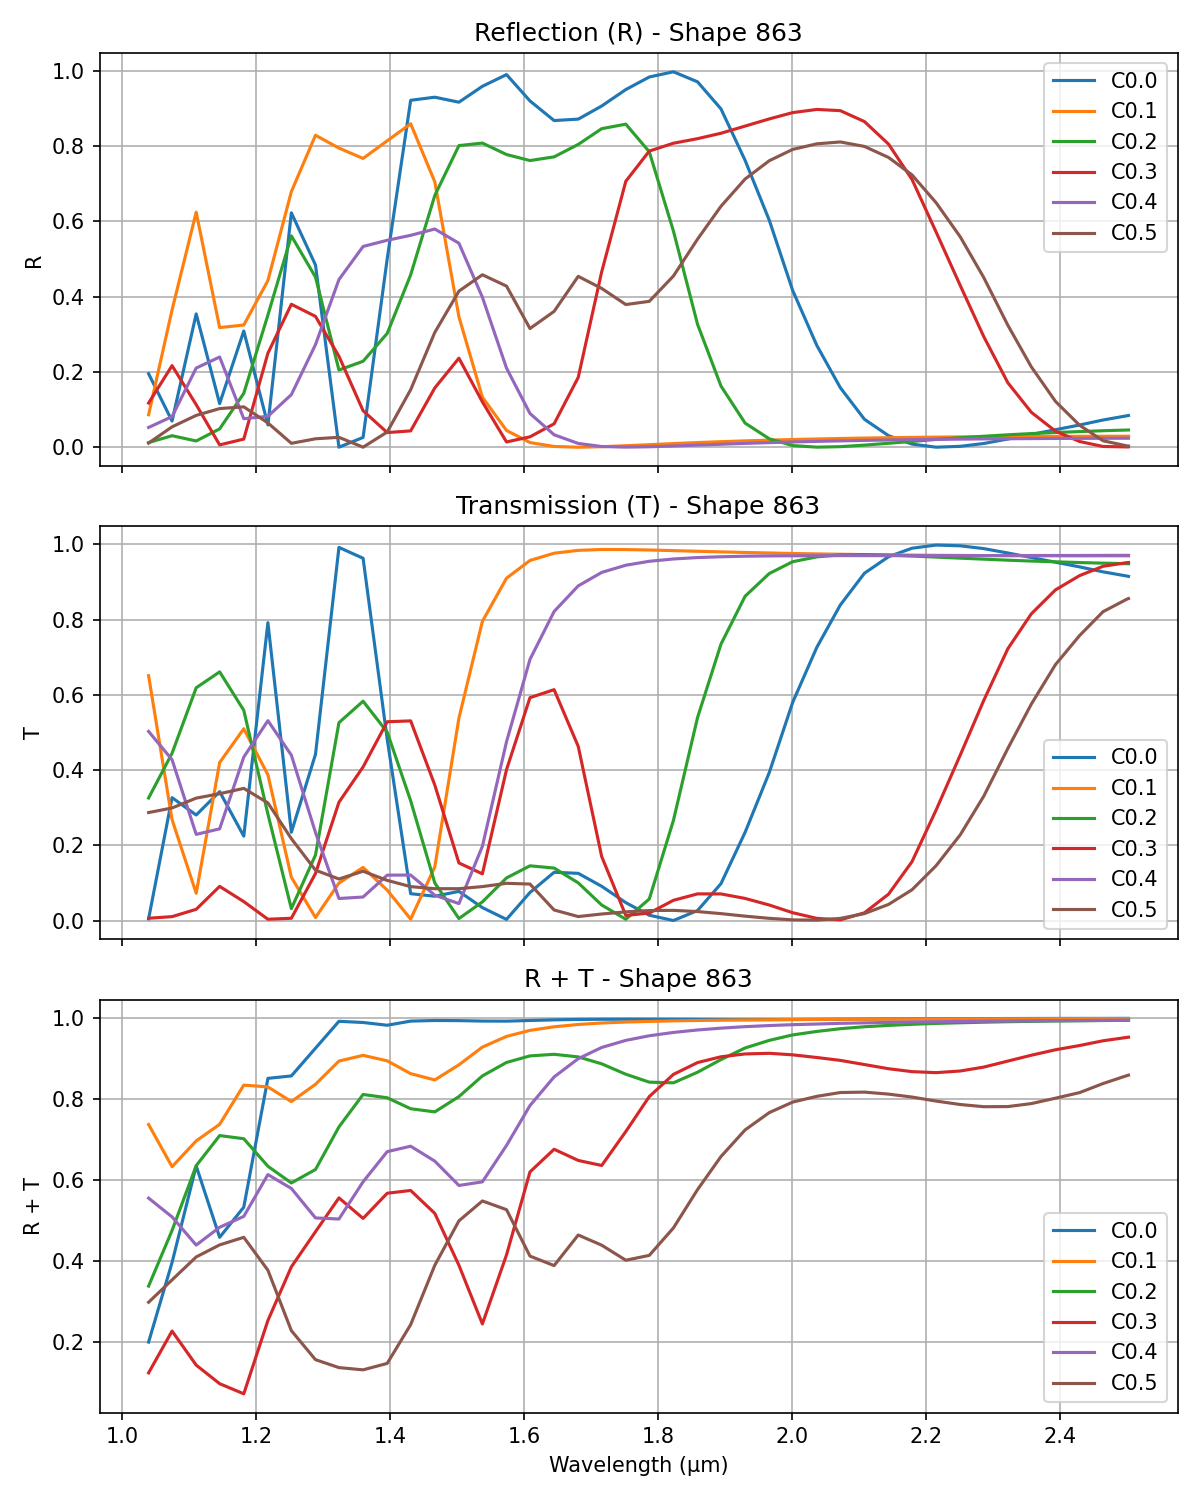 Reflection (R) - Shape 863
1.0
0.8
0.6
0.4
0.2
0.0
R
C0.0
C0.1
C0.2
C0.3
C0.4
C0.5
Transmission (T) - Shape 863
1.0
0.8
0.6
0.4
0.2
0.0
T
C0.0
C0.1
C0.2
C0.3
C0.4
C0.5
R + T - Shape 863
1.0
0.8
0.6
0.4
0.2
R + T
C0.0
C0.1
C0.2
C0.3
C0.4
C0.5
1.0 1.2 1.4 1.6 1.8 2.0 2.2 2.4
Wavelength (μm)